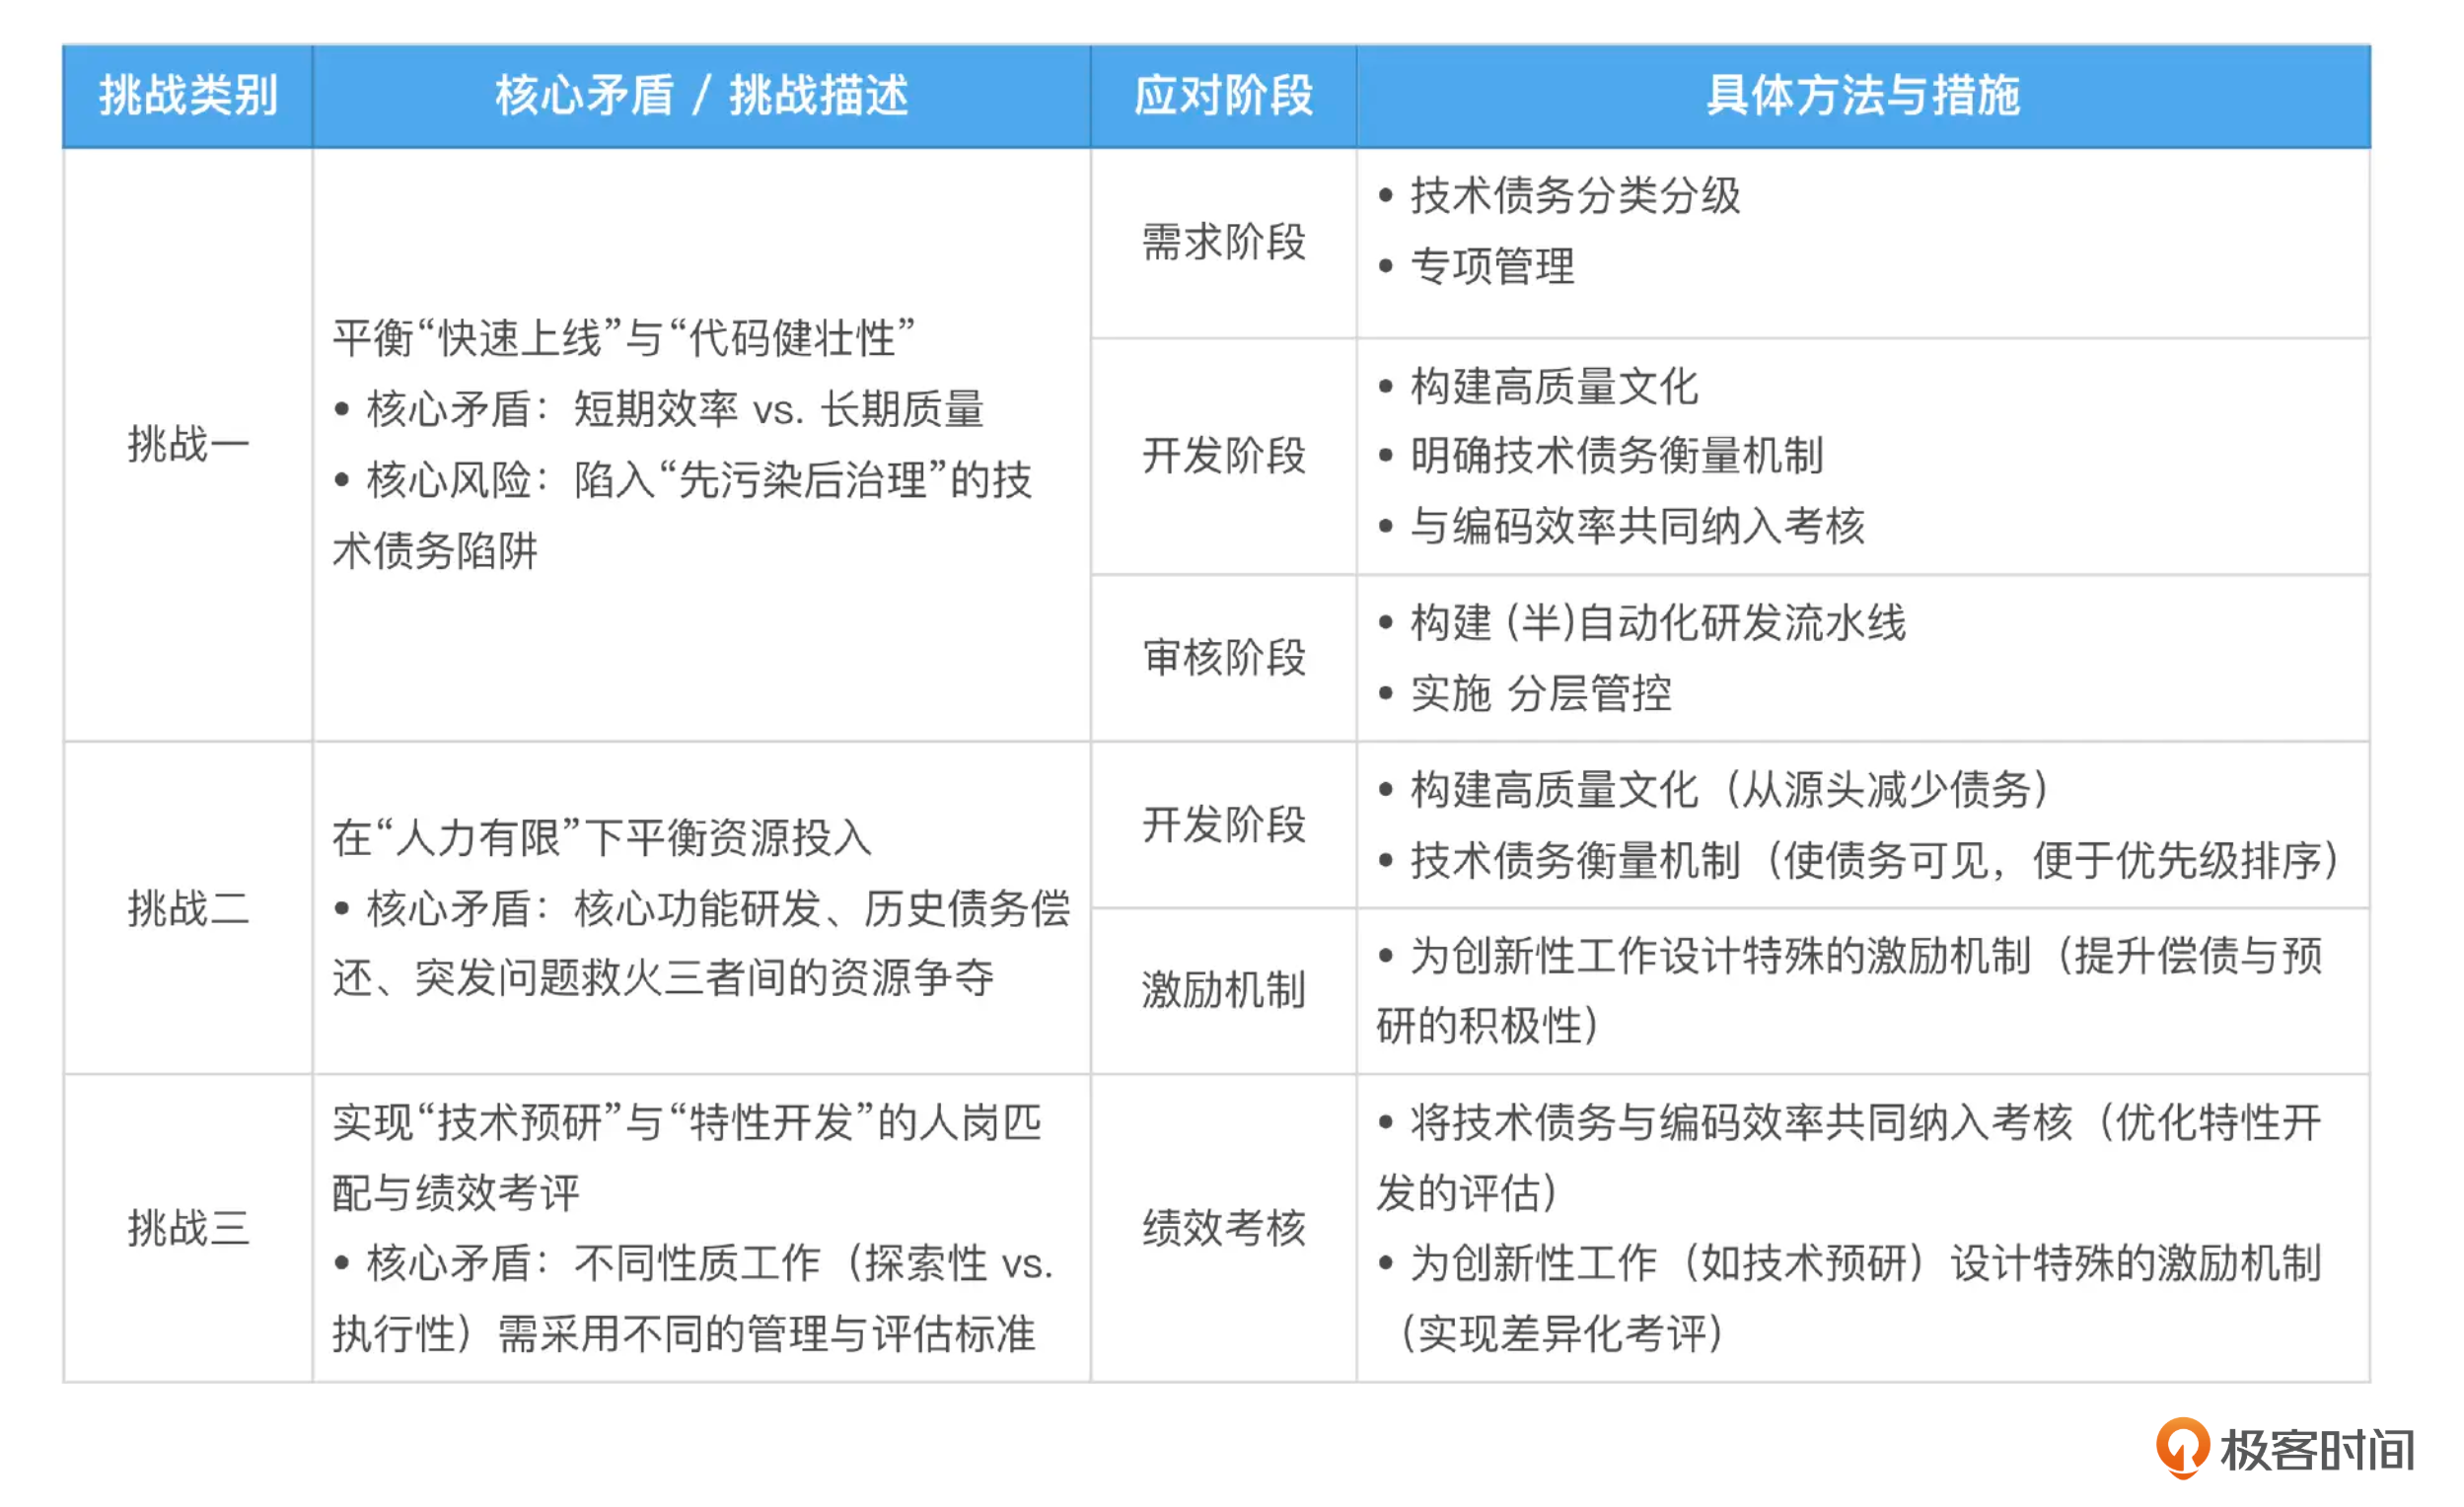 挑战类别
核心矛盾 / 挑战描述
应对阶段
具体方法与措施
挑战一
平衡“快速上线”与“代码健壮性”
• 核心矛盾：短期效率 vs. 长期质量
• 核心风险：陷入“先污染后治理”的技
术债务陷阱
需求阶段
• 技术债务分类分级
• 专项管理
开发阶段
• 构建高质量文化
• 明确技术债务衡量机制
• 与编码效率共同纳入考核
审核阶段
• 构建 (半)自动化研发流水线
• 实施 分层管控
挑战二
在“人力有限”下平衡资源投入
• 核心矛盾：核心功能研发、历史债务偿
还、突发问题救火三者间的资源争夺
开发阶段
• 构建高质量文化（从源头减少债务）
• 技术债务衡量机制（使债务可见，便于优先级排序）
激励机制
• 为创新性工作设计特殊的激励机制（提升偿债与预
研的积极性）
挑战三
实现“技术预研”与“特性开发”的人岗匹
配与绩效考评
• 核心矛盾：不同性质工作（探索性 vs.
执行性）需采用不同的管理与评估标准
绩效考核
• 将技术债务与编码效率共同纳入考核（优化特性开
发的评估）
• 为创新性工作（如技术预研）设计特殊的激励机制
（实现差异化考评）
极客时间